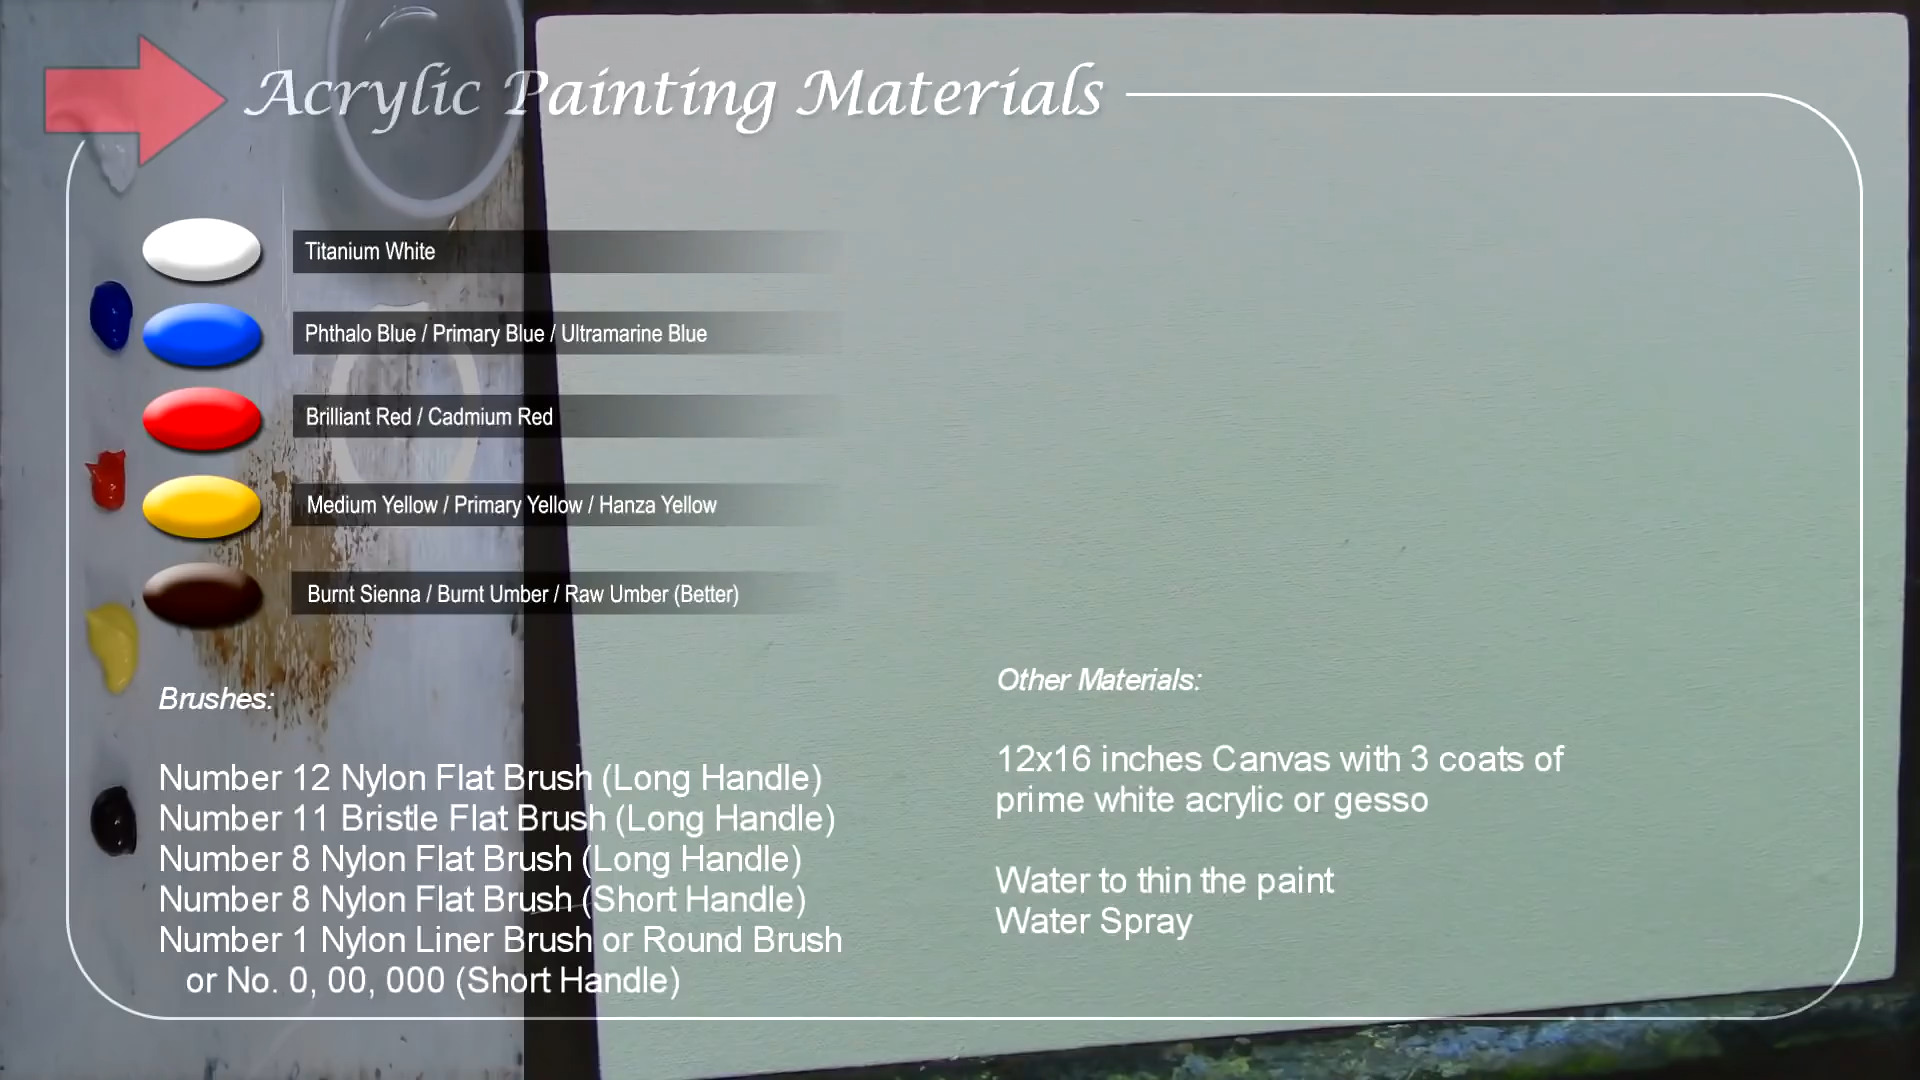 Acrylic Painting Materials
Titanium White
Phthalo Blue / Primary Blue / Ultramarine Blue
Brilliant Red / Cadmium Red
Medium Yellow / Primary Yellow / Hanza Yellow
Burnt Sienna / Burnt Umber / Raw Umber (Better)
Brushes:
Number 12 Nylon Flat Brush (Long Handle)
Number 11 Bristle Flat Brush (Long Handle)
Number 8 Nylon Flat Brush (Long Handle)
Number 8 Nylon Flat Brush (Short Handle)
Number 1 Nylon Liner Brush or Round Brush
or No. 0, 00, 000 (Short Handle)
Other Materials:
12x16 inches Canvas with 3 coats of
prime white acrylic or gesso
Water to thin the paint
Water Spray